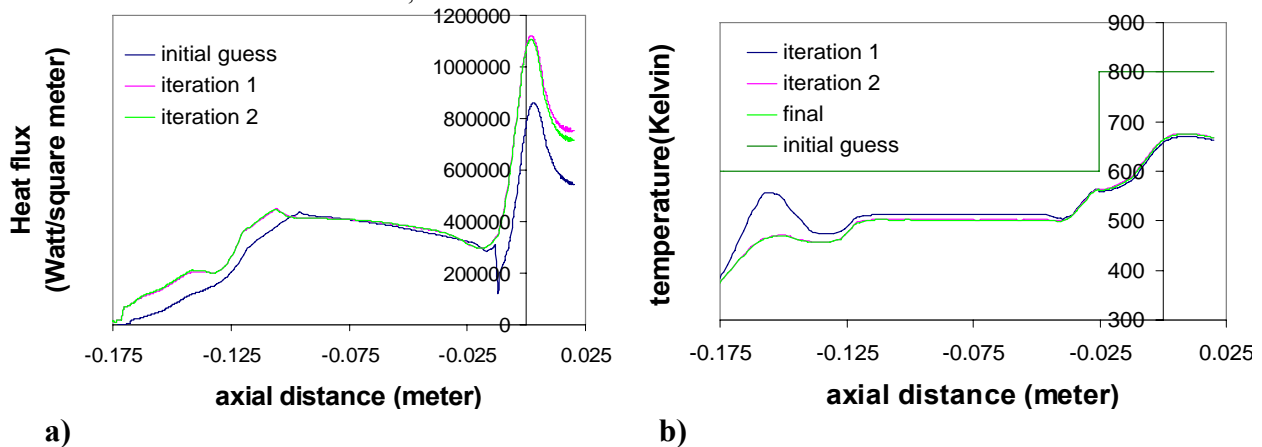 Heat flux
(Watt/square meter)
1200000
1000000
800000
600000
400000
200000
0
initial guess
iteration 1
iteration 2
-0.175
-0.125
-0.075
-0.025
0.025
axial distance (meter)
a)
temperature(Kelvin)
900
800
700
600
500
400
300
iteration 1
iteration 2
final
initial guess
-0.175
-0.125
-0.075
-0.025
0.025
axial distance (meter)
b)